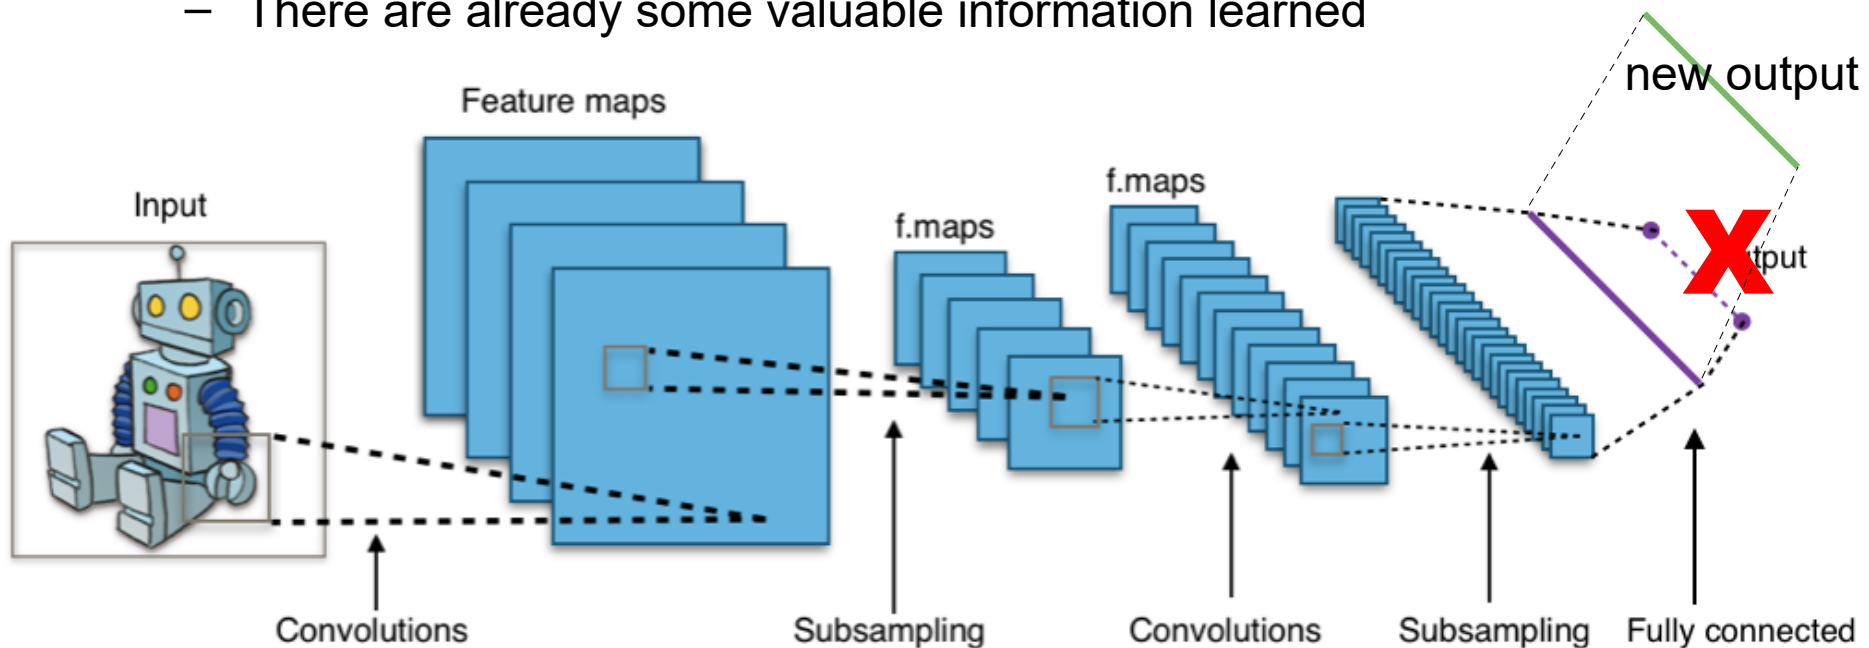 – There are already some valuable information learned
new output
Feature maps
f.maps
Input
f.maps
X
tput
Convolutions
Subsampling
Convolutions
Subsampling
Fully connected